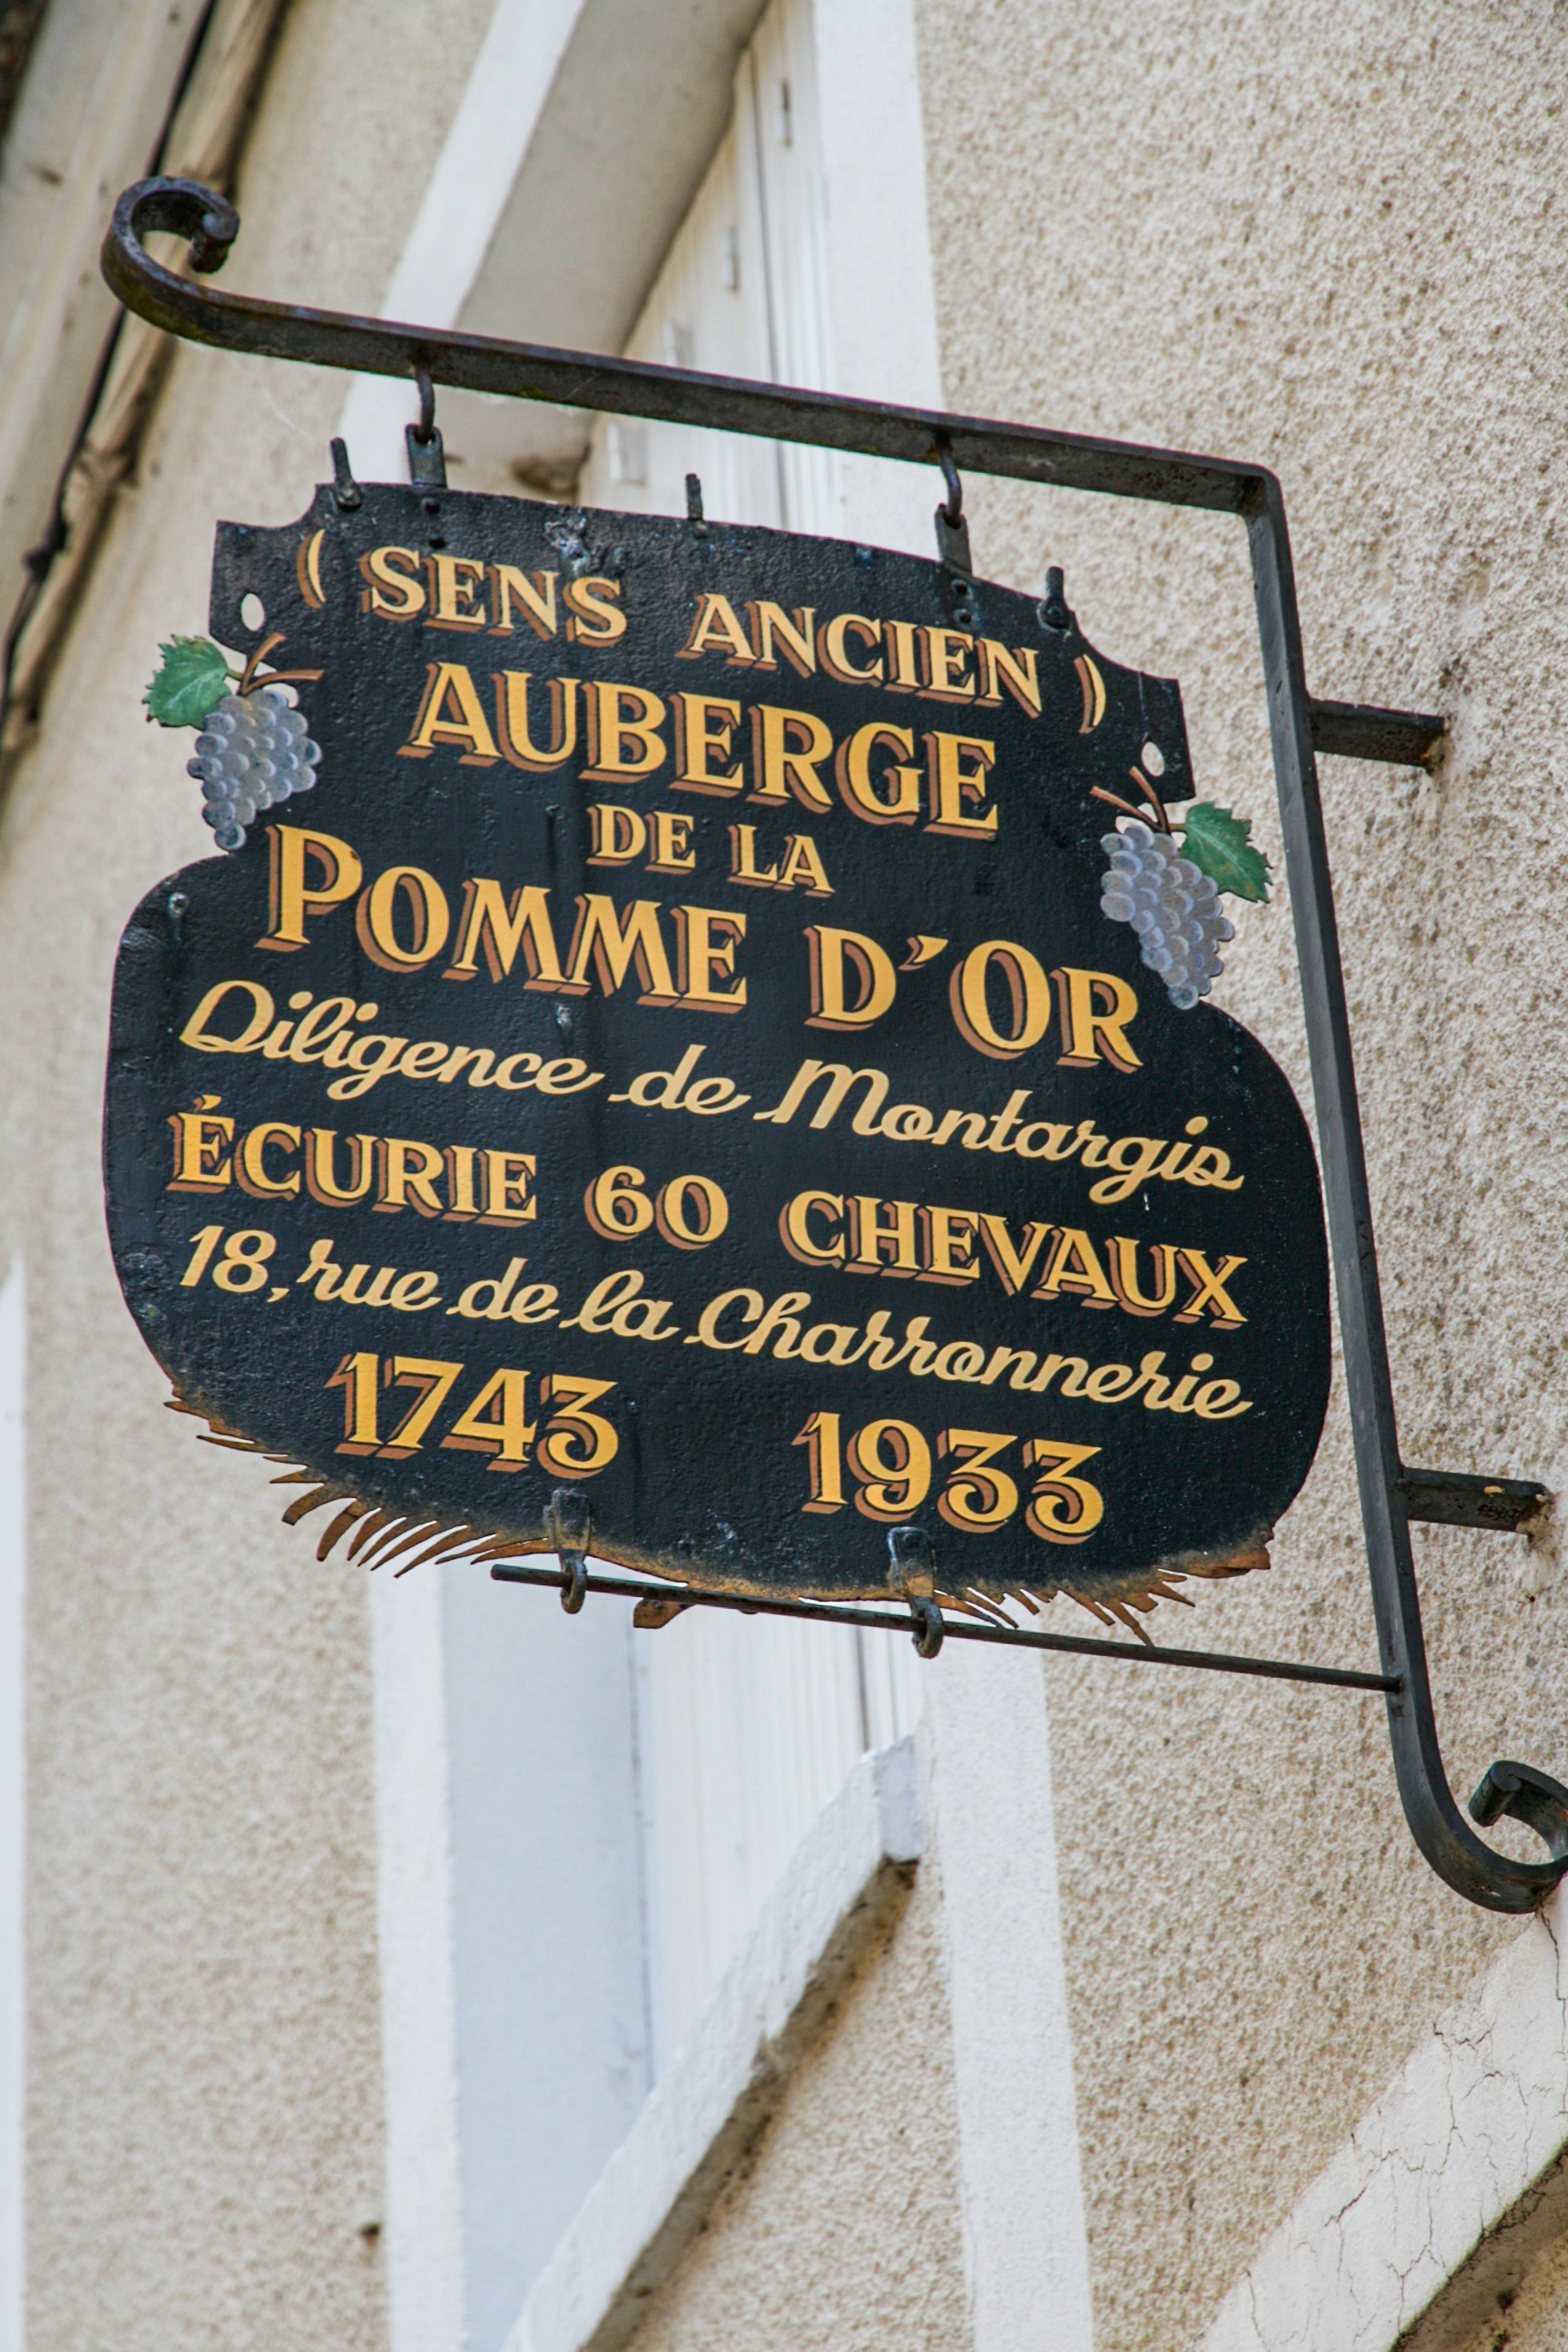 ( SENS ANCIEN )
AUBERGE
DE LA
POMME D'OR
Diligence de Montargis
ÉCURIE 60 CHEVAUX
18, rue de la Charronnerie
1743 1933